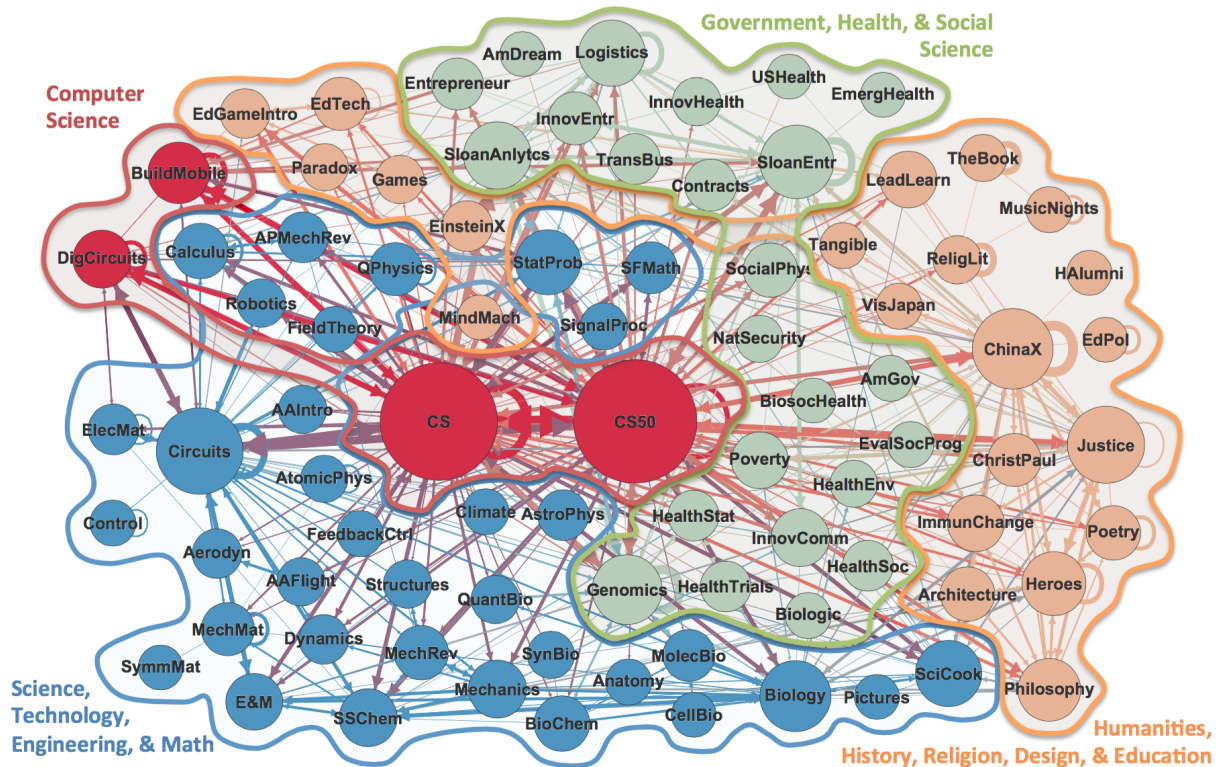 Government, Health, & Social
Science
AmDream
Logistics
Entrepreneur
USHealth
EmergHealth
InnovHealth
Computer
Science
EdGameIntro
EdTech
InnovEntr
SloanAnlytcs
TransBus
SloanEntr
Contracts
BuildMobile
Paradox
Games
LeadLearn
TheBook
MusicNights
EinsteinX
DigCircuits
Calculus
APMechRev
QPhysics
StatProb
SFMath
SocialPhys
Tangible
ReligLit
HAlumni
Robotics
FieldTheory
MindMach
SignalProc
NatSecurity
VisJapan
ChinaX
EdPol
AmGov
BiosocHealth
AAIntro
CS
CS50
ElecMat
Circuits
EvalSocProg
Justice
Poverty
ChristPaul
AtomicPhys
HealthEnv
Control
Climate
AstroPhys
HealthStat
ImmunChange
Poetry
FeedbackCtrl
InnovComm
Aerodyn
HealthSoc
AAFlight
Structures
Genomics
HealthTrials
Heroes
Architecture
QuantBio
Biologic
MechMat
Dynamics
MechRev
SynBio
MolecBio
SymmMat
Mechanics
Anatomy
SciCook
Philosophy
E&M
SSChem
BioChem
CellBio
Biology
Pictures
Science,
Technology,
Engineering, & Math
Humanities,
History, Religion, Design, & Education